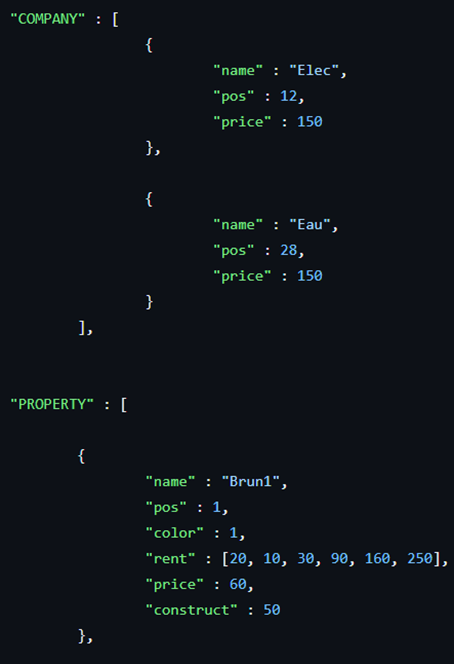 "COMPANY" : [
{
"name" : "Elec",
"pos" : 12,
"price" : 150
},
{
"name" : "Eau",
"pos" : 28,
"price" : 150
}
],
"PROPERTY" : [
{
"name" : "Brun1",
"pos" : 1,
"color" : 1,
"rent" : [20, 10, 30, 90, 160, 250],
"price" : 60,
"construct" : 50
},